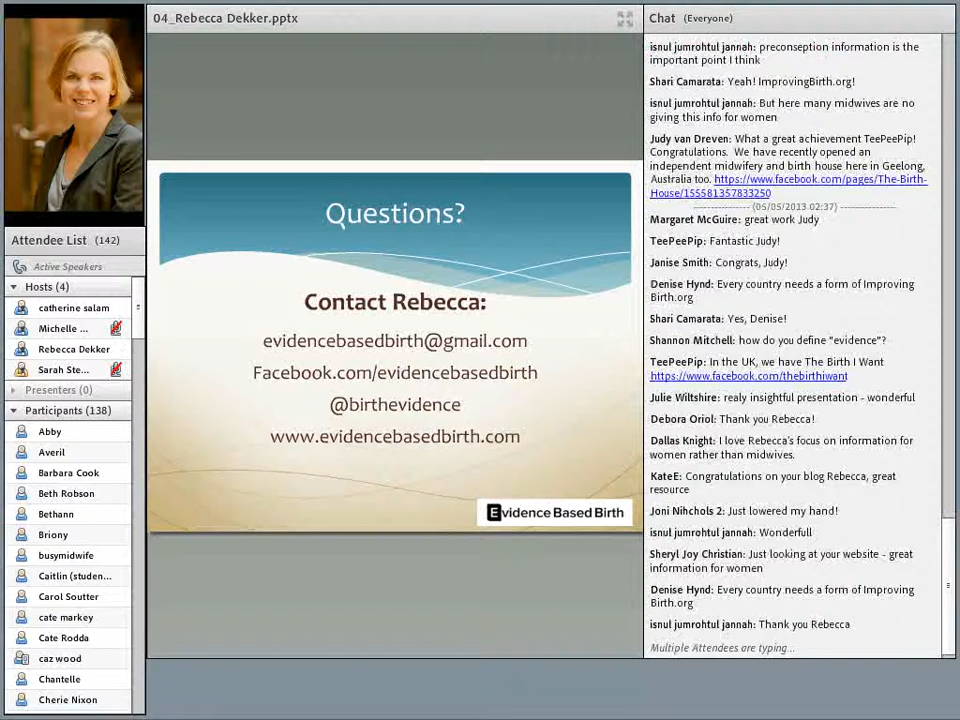 04_Rebecca Dekker.pptx
Attendee List (142)
Active Speakers
Hosts (4)
catherine salam
Michelle ...
Rebecca Dekker
Sarah Ste...
Presenters (0)
Participants (138)
Abby
Averil
Barbara Cook
Beth Robson
Bethann
Briony
busymidwife
Caitlin (studen...
Carol Soutter
cate markey
Cate Rodda
caz wood
Chantelle
Cherie Nixon
Questions?
Contact Rebecca:
evidencebasedbirth@gmail.com
Facebook.com/evidencebasedbirth
@birthevidence
www.evidencebasedbirth.com
Evidence Based Birth
Chat (Everyone)
isnul jumrohtul jannah: preconseption information is the
important point I think
Shari Camarata: Yeah! ImprovingBirth.org!
isnul jumrohtul jannah: But here many midwives are no
giving this info for women
Judy van Dreven: What a great achievement TeePeePip!
Congratulations. We have recently opened an
independent midwifery and birth house here in Geelong,
Australia too. https://www.facebook.com/pages/The-Birth-
House/155581357833250
---------------- (05/05/2013 02:37) ----------------
Margaret McGuire: great work Judy
TeePeePip: Fantastic Judy!
Janise Smith: Congrats, Judy!
Denise Hynd: Every country needs a form of Improving
Birth.org
Shari Camarata: Yes, Denise!
Shannon Mitchell: how do you define "evidence"?
TeePeePip: In the UK, we have The Birth I Want
https://www.facebook.com/thebirthiwant
Julie Wiltshire: realy insightful presentation - wonderful
Debora Oriol: Thank you Rebecca!
Dallas Knight: I love Rebecca's focus on information for
women rather than midwives.
KateE: Congratulations on your blog Rebecca, great
resource
Joni Nihchols 2: Just lowered my hand!
isnul jumrohtul jannah: Wonderfull
Sheryl Joy Christian: Just looking at your website - great
information for women
Denise Hynd: Every country needs a form of Improving
Birth.org
isnul jumrohtul jannah: Thank you Rebecca
Multiple Attendees are typing...